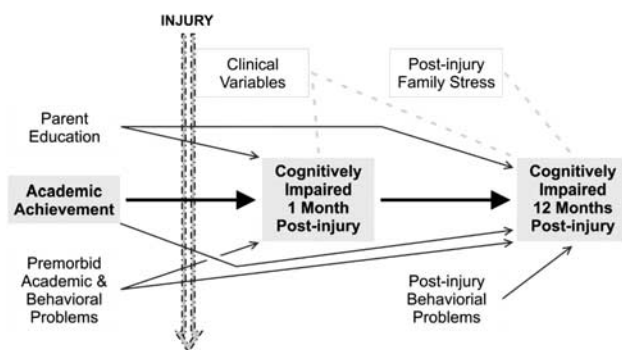 INJURY
Clinical
Variables
Post-injury
Family Stress
Parent
Education
Academic
Achievement
Cognitively
Impaired
1 Month
Post-injury
Cognitively
Impaired
12 Months
Post-injury
Premorbid
Academic &
Behavioral
Problems
Post-injury
Behaviorial
Problems